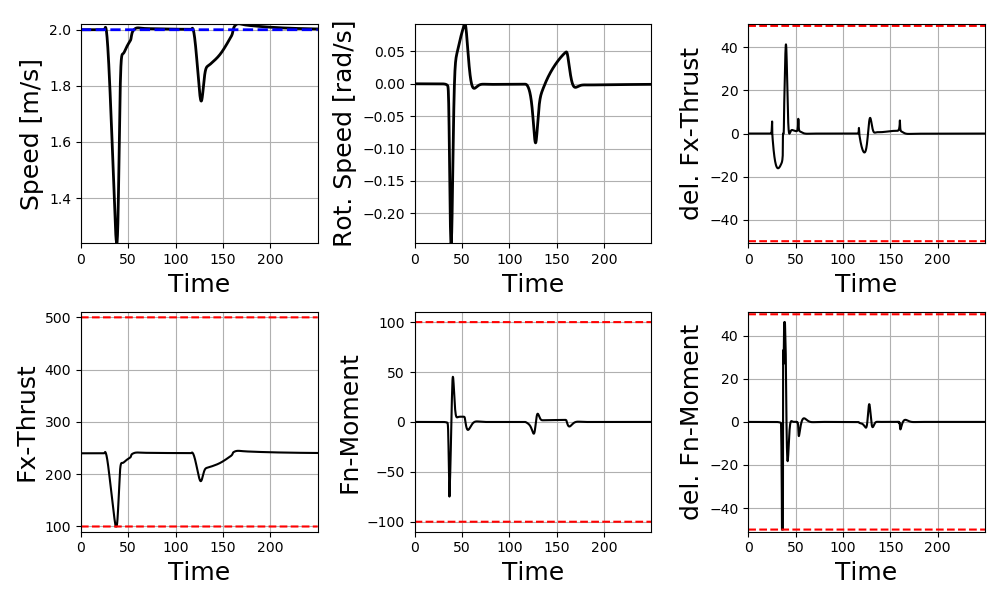 Speed [m/s]
2.0
1.8
1.6
1.4
0 50 100 150 200
Time
Rot. Speed [rad/s]
0.05
0.00
−0.05
−0.10
−0.15
−0.20
0 50 100 150 200
Time
del. Fx-Thrust
40
20
0
−20
−40
0 50 100 150 200
Time
Fx-Thrust
500
400
300
200
100
0 50 100 150 200
Time
Fn-Moment
100
50
0
−50
−100
0 50 100 150 200
Time
del. Fn-Moment
40
20
0
−20
−40
0 50 100 150 200
Time